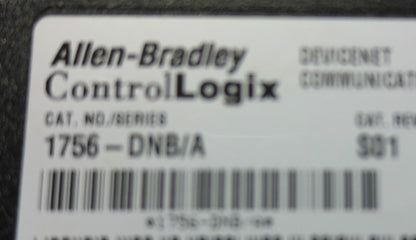 Allen-Bradley
ControlLogix
DEVICENET
COMMUNICAT
CAT. NO./SERIES
CAT. REV
1756-DNB/A
S01